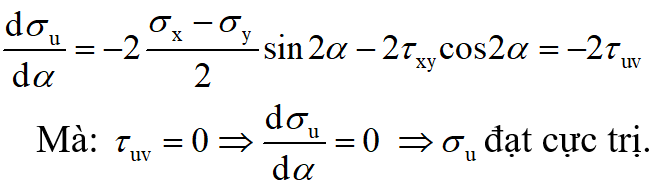 dσ_u/dα = -2 (σ_x - σ_y)/2 sin2α - 2τ_xy cos2α = -2τ_uv
Mà: τ_uv = 0 ⇒ dσ_u/dα = 0 ⇒ σ_u đạt cực trị.